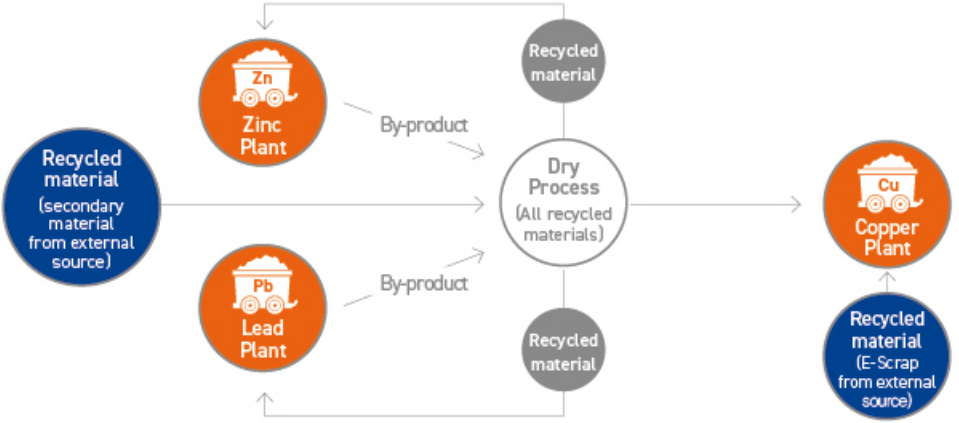 Recycled
material
Zn
Zinc
Plant
By-product
Recycled
material
(secondary
material
from external
source)
Dry
Process
(All recycled
materials)
Cu
Copper
Plant
Pb
Lead
Plant
By-product
Recycled
material
Recycled
material
(E-Scrap
from external
source)